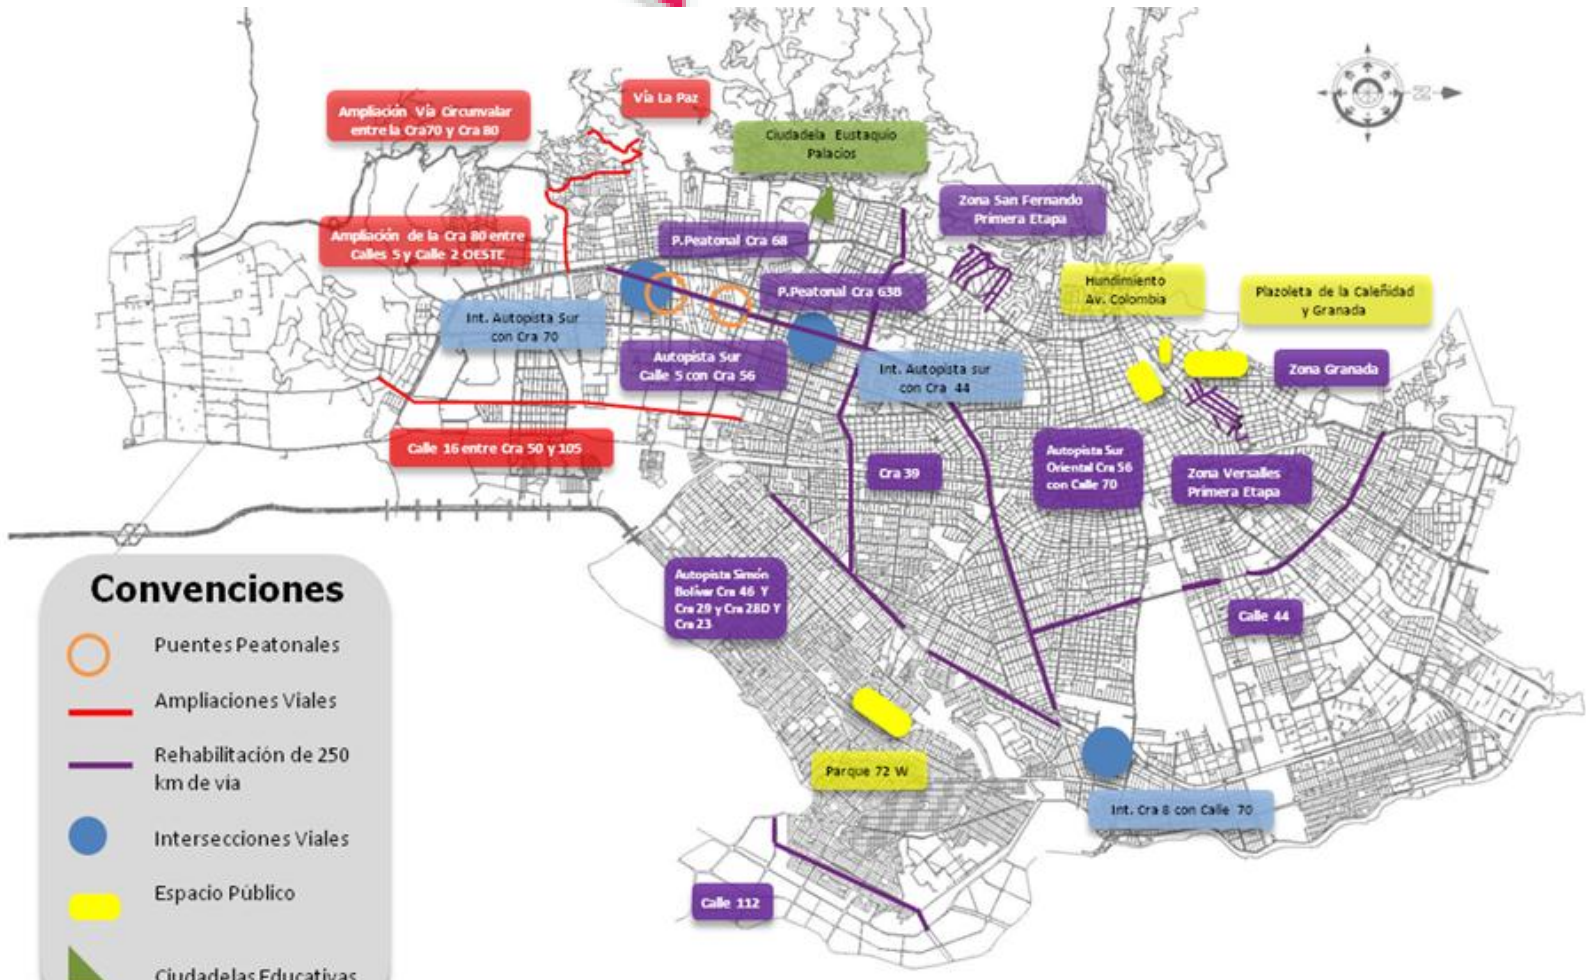 Vía La Paz
Ampliación Vía Circunvalar
entre la Cra70 y Cra 80
Ciudadela Eustaquio
Palacios
Zona San Fernando
Primera Etapa
Ampliación de la Cra 80 entre
Calles 5 y Calle 2 OESTE
P.Peatonal Cra 68
P.Peatonal Cra 63B
Hundimiento
Av. Colombia
Plazoleta de la Caleñidad
y Granada
Int. Autopista Sur
con Cra 70
Autopista Sur
Calle 5 con Cra 56
Int. Autopista sur
con Cra 44
Zona Granada
Calle 16 entre Cra 50 y 105
Cra 39
Autopista Sur
Oriental Cra 56
con Calle 70
Zona Versalles
Primera Etapa
Autopista Simón
Bolívar Cra 46 Y
Cra 29 y Cra 28D Y
Cra 23
Calle 44
Parque 72 W
Int. Cra 8 con Calle 70
Calle 112
N
Convenciones
Puentes Peatonales
Ampliaciones Viales
Rehabilitación de 250
km de vía
Intersecciones Viales
Espacio Público
Ciudadelas Educativas